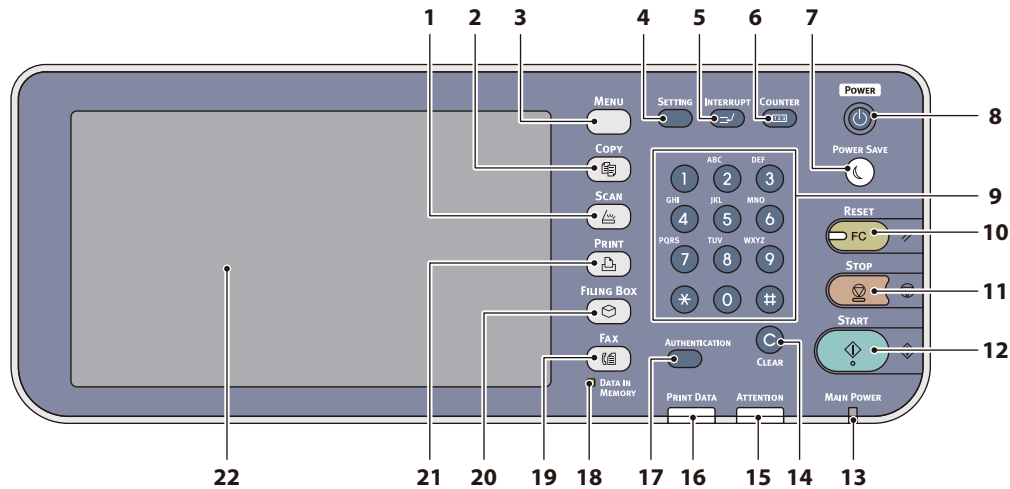 1 2 3 4 5 6 7
MENU SETTING INTERRUPT COUNTER POWER
8
COPY POWER SAVE
ABC DEF
1 2 3
9
SCAN GHI JKL MNO RESET
4 5 6 FC
10
PRINT PQRS TUV WXYZ
7 8 9
STOP
11
FILING BOX
* 0 #
START
12
FAX AUTHENTICATION C
CLEAR
DATA IN
MEMORY
PRINT DATA ATTENTION MAIN POWER
22 21 20 19 18 17 16 15 14 13